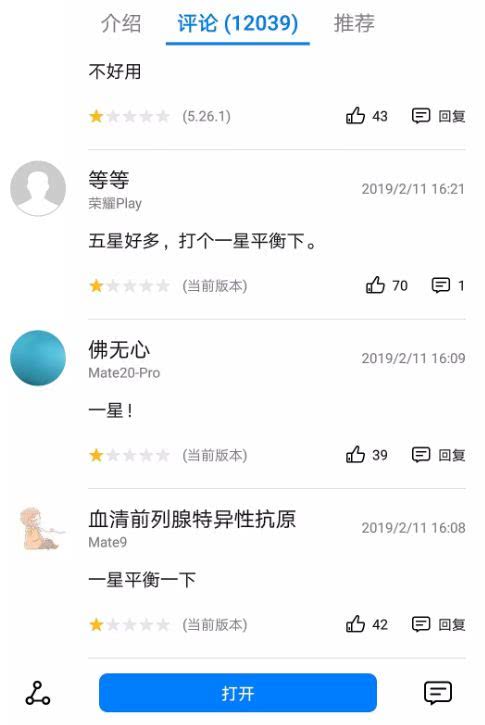 介绍 评论 (12039) 推荐
不好用
(5.26.1) 43 回复
等等 2019/2/11 16:21
荣耀Play
五星好多，打个一星平衡下。
(当前版本) 70 1
佛无心 2019/2/11 16:09
Mate20-Pro
一星！
(当前版本) 39 回复
血清前列腺特异性抗原 2019/2/11 16:08
Mate9
一星平衡一下
(当前版本) 42 回复
打开